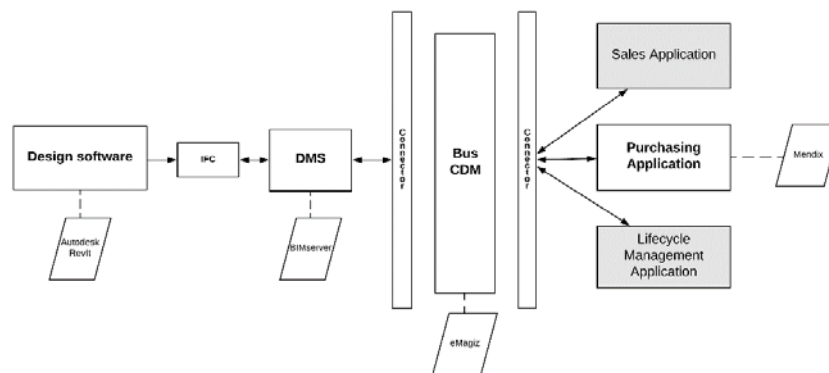 Sales Application
Design software
IFC
DMS
Connector
Bus
CDM
Connector
Purchasing
Application
Mendix
Autodesk
Revit
BIMserver
Lifecycle
Management
Application
eMagiz